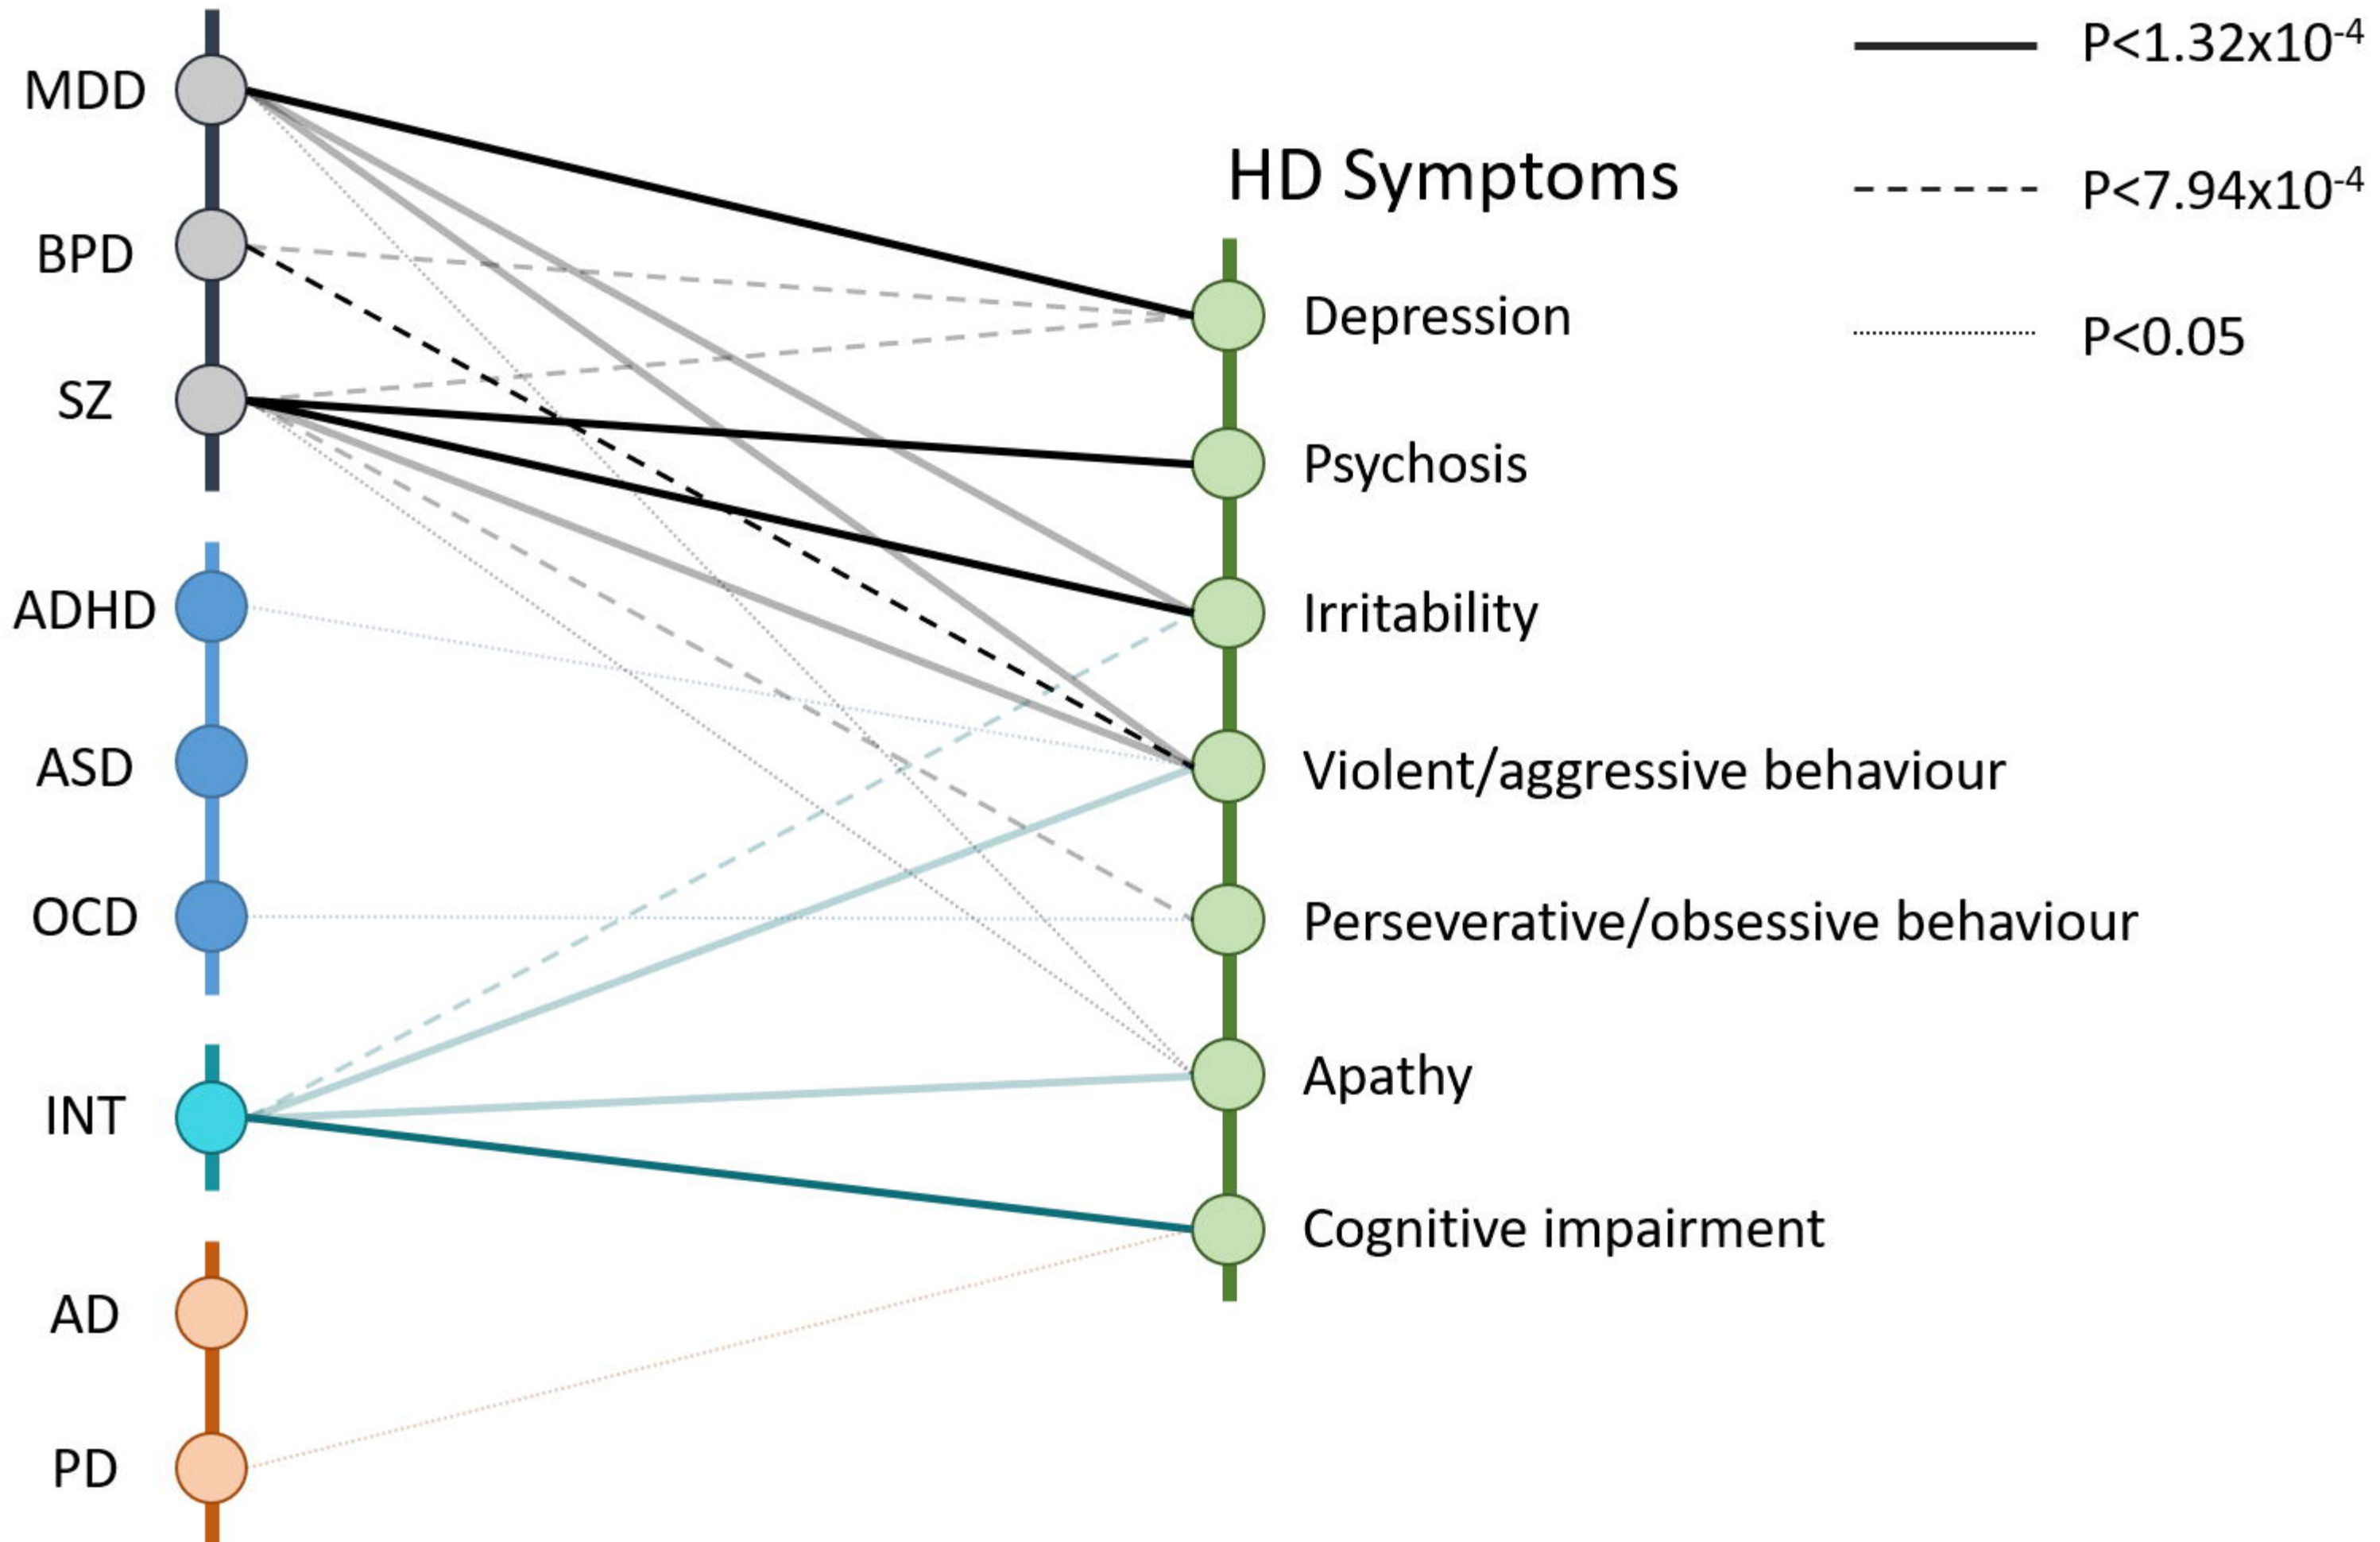 MDD
BPD
SZ
ADHD
ASD
OCD
INT
AD
PD
HD Symptoms
Depression
Psychosis
Irritability
Violent/aggressive behaviour
Perseverative/obsessive behaviour
Apathy
Cognitive impairment
P<1.32x10⁻⁴
P<7.94x10⁻⁴
P<0.05